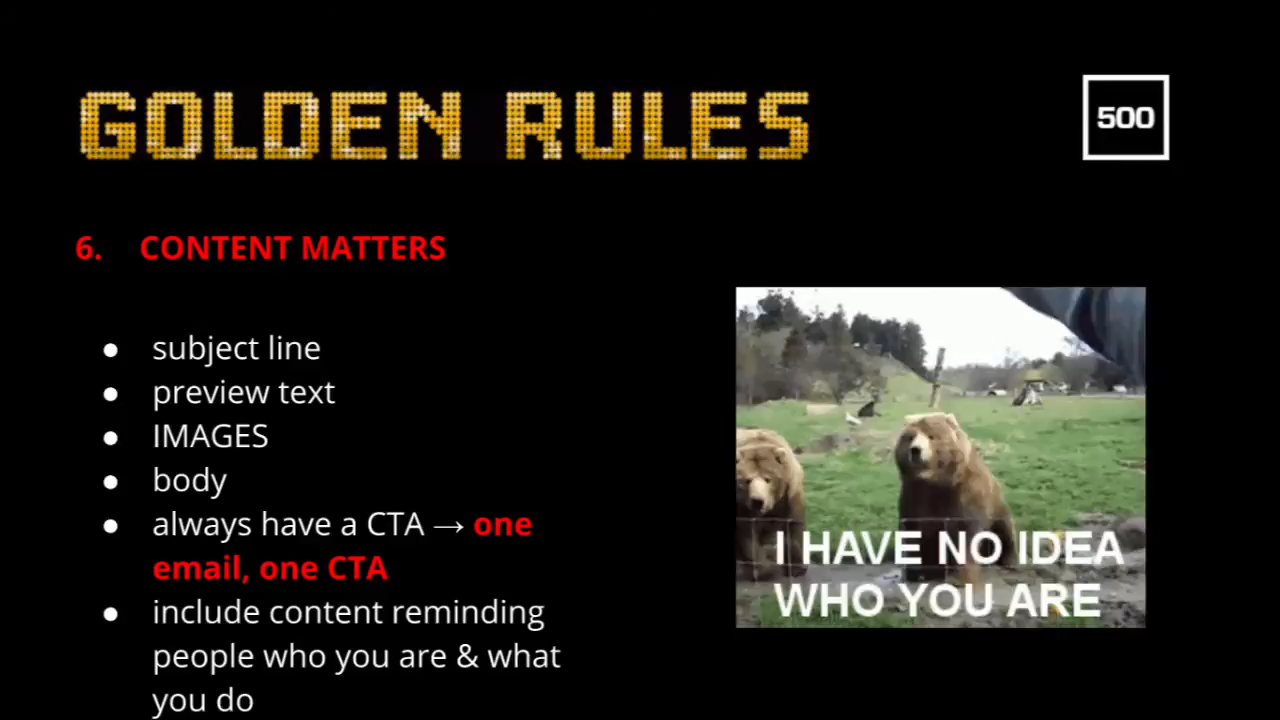 GOLDEN RULES
500
6. CONTENT MATTERS
● subject line
● preview text
● IMAGES
● body
● always have a CTA → one
email, one CTA
● include content reminding
people who you are & what
you do
I HAVE NO IDEA
WHO YOU ARE